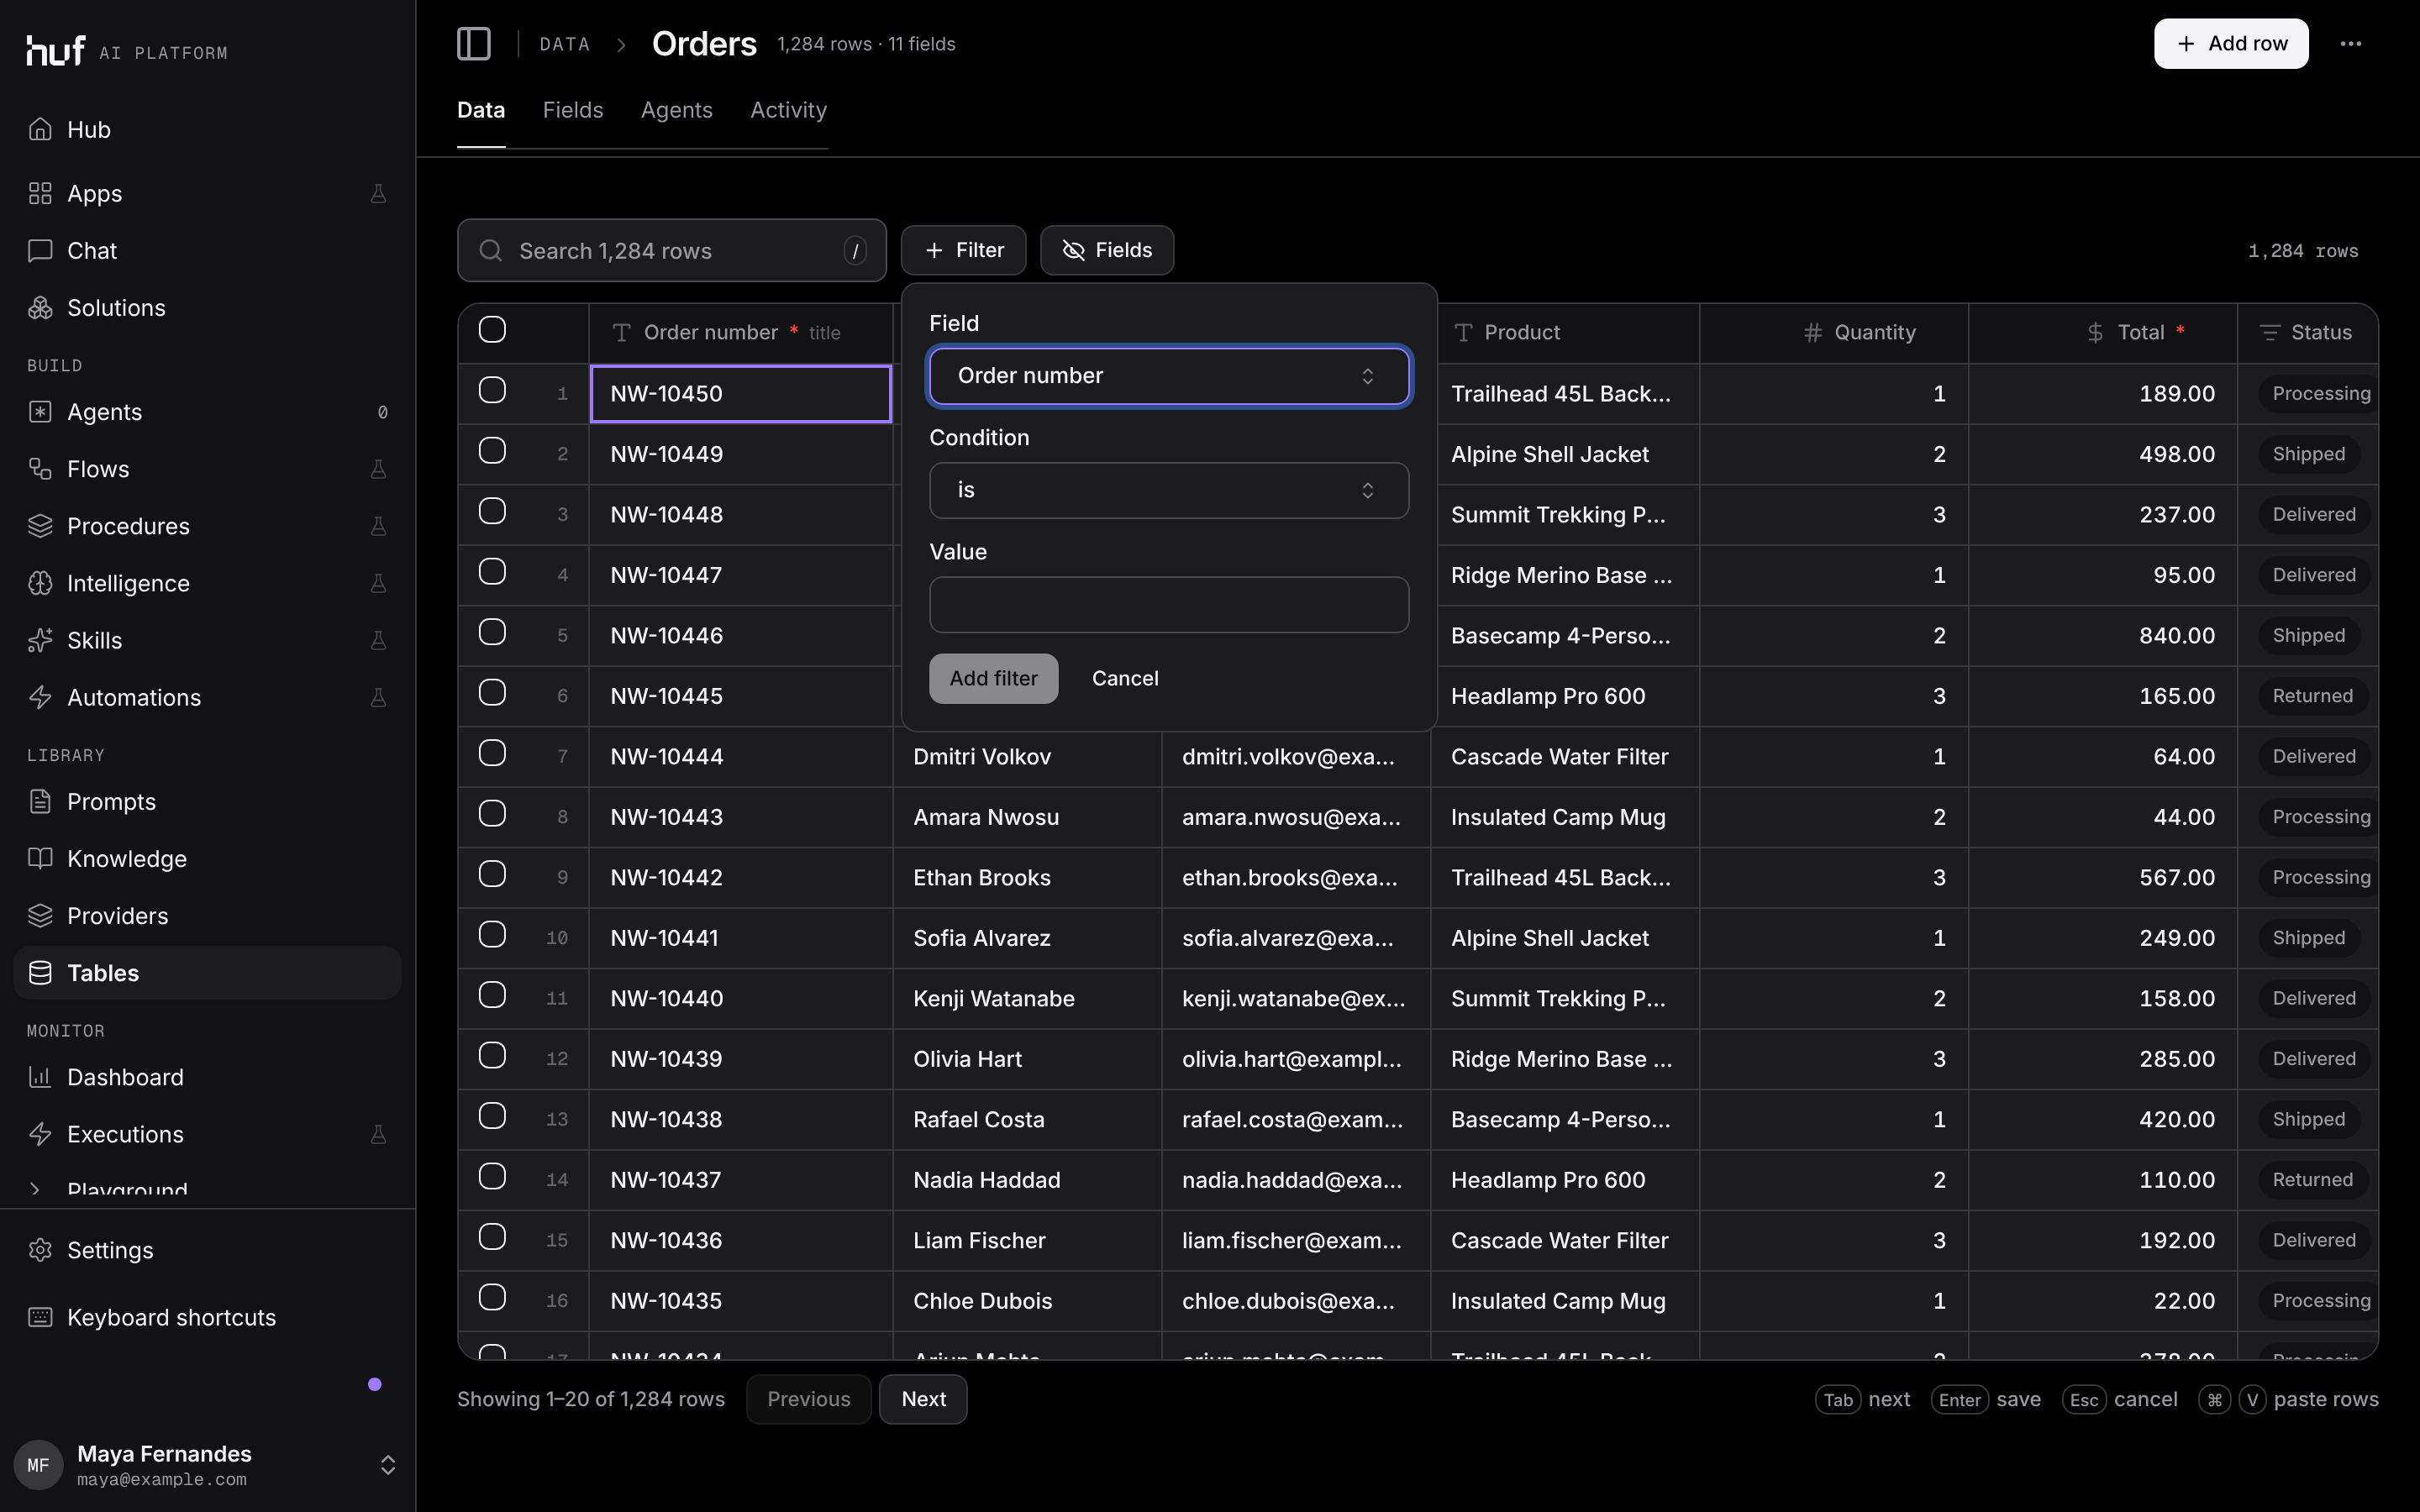 huf AI PLATFORM
Hub
Apps
Chat
Solutions
BUILD
Agents 0
Flows
Procedures
Intelligence
Skills
Automations
LIBRARY
Prompts
Knowledge
Providers
Tables
MONITOR
Dashboard
Executions
Playground
Settings
Keyboard shortcuts
MF Maya Fernandes
maya@example.com
DATA > Orders 1,284 rows · 11 fields
+ Add row
Data Fields Agents Activity
Search 1,284 rows /
+ Filter
Fields
1,284 rows
Order number * title Product Quantity Total * Status
Field
Order number
Condition
is
Value
Add filter Cancel
1 NW-10450 Trailhead 45L Back... 1 189.00 Processing
2 NW-10449 Alpine Shell Jacket 2 498.00 Shipped
3 NW-10448 Summit Trekking P... 3 237.00 Delivered
4 NW-10447 Ridge Merino Base ... 1 95.00 Delivered
5 NW-10446 Basecamp 4-Perso... 2 840.00 Shipped
6 NW-10445 Headlamp Pro 600 3 165.00 Returned
7 NW-10444 Dmitri Volkov dmitri.volkov@exa... Cascade Water Filter 1 64.00 Delivered
8 NW-10443 Amara Nwosu amara.nwosu@exa... Insulated Camp Mug 2 44.00 Processing
9 NW-10442 Ethan Brooks ethan.brooks@exa... Trailhead 45L Back... 3 567.00 Processing
10 NW-10441 Sofia Alvarez sofia.alvarez@exa... Alpine Shell Jacket 1 249.00 Shipped
11 NW-10440 Kenji Watanabe kenji.watanabe@ex... Summit Trekking P... 2 158.00 Delivered
12 NW-10439 Olivia Hart olivia.hart@exampl... Ridge Merino Base ... 3 285.00 Delivered
13 NW-10438 Rafael Costa rafael.costa@exam... Basecamp 4-Perso... 1 420.00 Shipped
14 NW-10437 Nadia Haddad nadia.haddad@exa... Headlamp Pro 600 2 110.00 Returned
15 NW-10436 Liam Fischer liam.fischer@exam... Cascade Water Filter 3 192.00 Delivered
16 NW-10435 Chloe Dubois chloe.dubois@exa... Insulated Camp Mug 1 22.00 Processing
Showing 1–20 of 1,284 rows Previous Next
Tab next Enter save Esc cancel ⌘ V paste rows